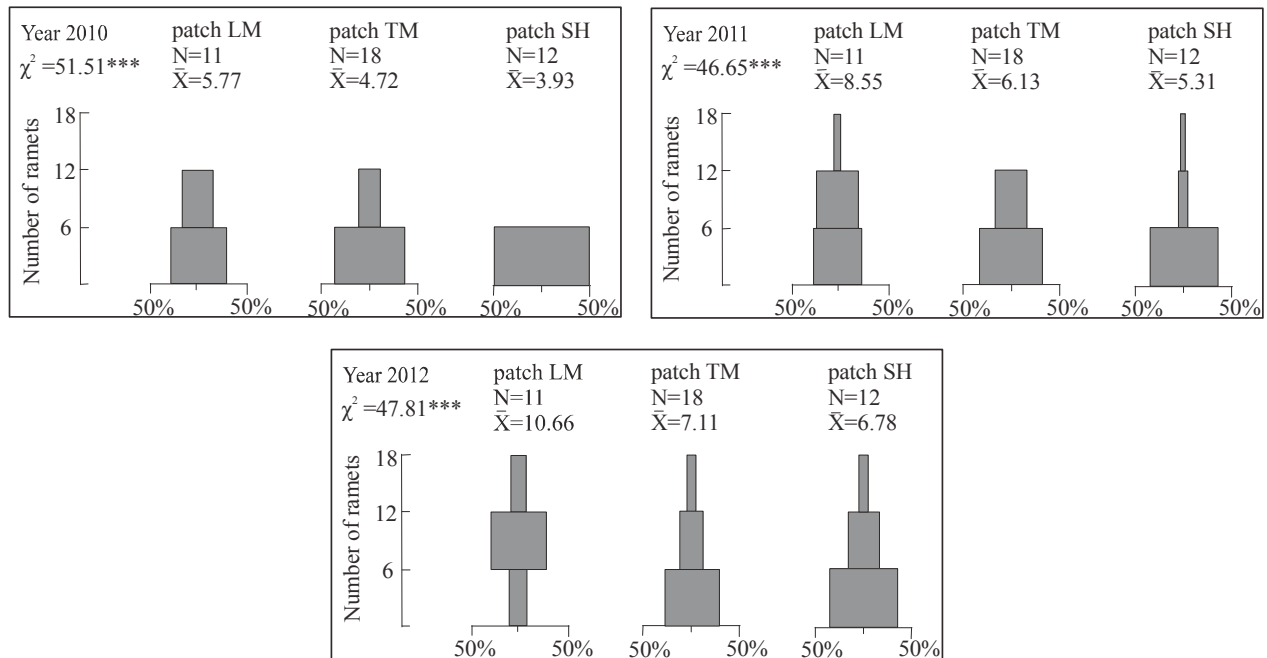 Year 2010
χ² =51.51***
patch LM
N=11
X̄=5.77
patch TM
N=18
X̄=4.72
patch SH
N=12
X̄=3.93
Number of ramets
18
12
6
50% 50%
50% 50%
50% 50%
Year 2011
χ² =46.65***
patch LM
N=11
X̄=8.55
patch TM
N=18
X̄=6.13
patch SH
N=12
X̄=5.31
Number of ramets
18
12
6
50% 50%
50% 50%
50% 50%
Year 2012
χ² =47.81***
patch LM
N=11
X̄=10.66
patch TM
N=18
X̄=7.11
patch SH
N=12
X̄=6.78
Number of ramets
18
12
6
50% 50%
50% 50%
50% 50%